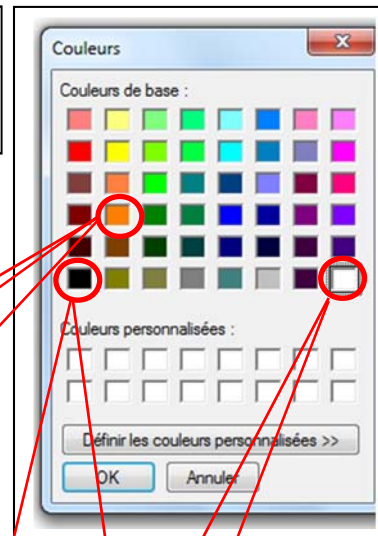 Couleurs
Couleurs de base :
Couleurs personnalisées :
Définir les couleurs personnalisées >>
OK
Annuler